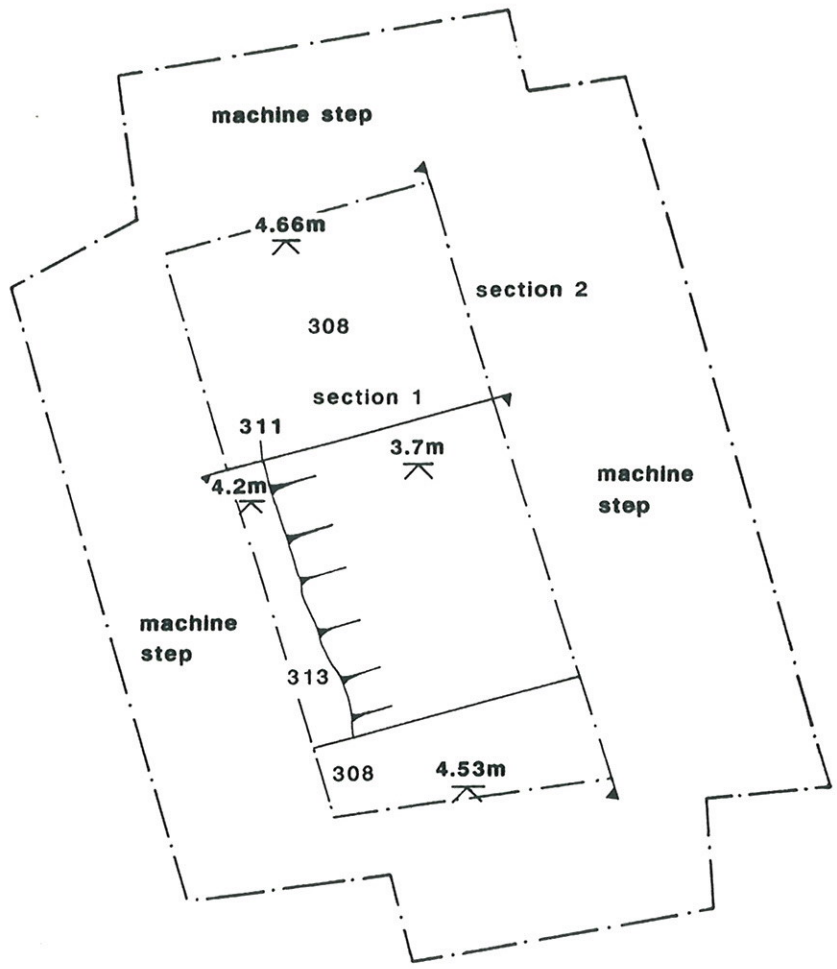 machine step
4.66m
section 2
308
section 1
311
3.7m
4.2m
machine
step
machine
step
313
308
4.53m